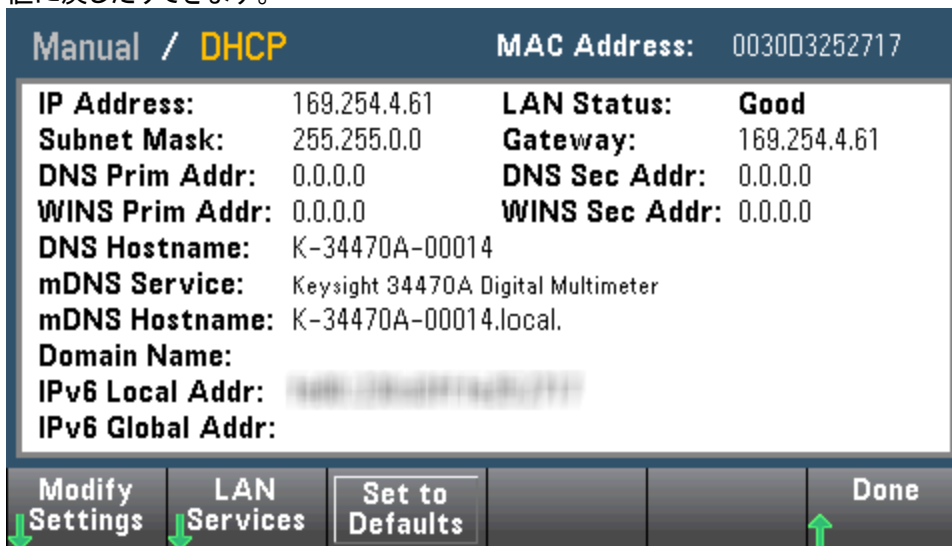 値に戻したりできます。
Manual / DHCP MAC Address: 0030D3252717
IP Address: 169.254.4.61 LAN Status: Good
Subnet Mask: 255.255.0.0 Gateway: 169.254.4.61
DNS Prim Addr: 0.0.0.0 DNS Sec Addr: 0.0.0.0
WINS Prim Addr: 0.0.0.0 WINS Sec Addr: 0.0.0.0
DNS Hostname: K-34470A-00014
mDNS Service: Keysight 34470A Digital Multimeter
mDNS Hostname: K-34470A-00014.local.
Domain Name:
IPv6 Local Addr:
IPv6 Global Addr:
Modify LAN Set to Done
Settings Services Defaults